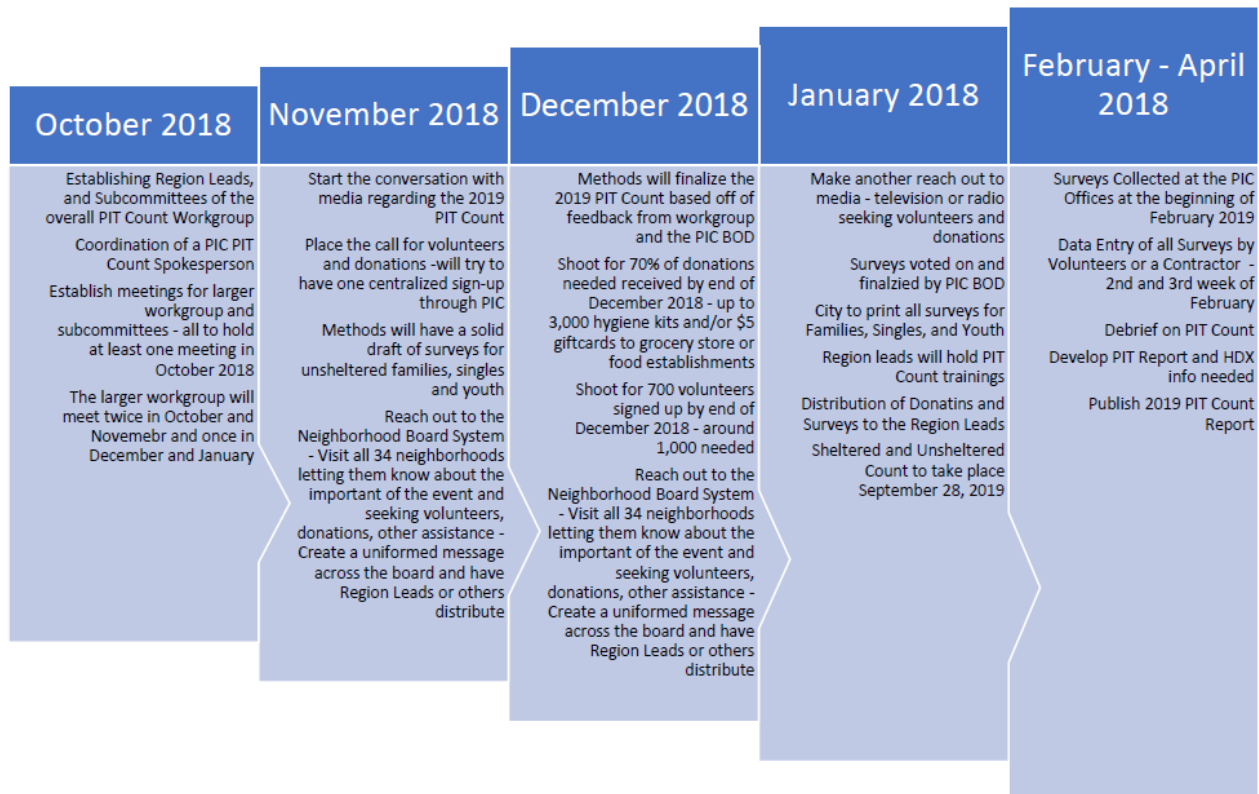 October 2018
Establishing Region Leads,
and Subcommittees of the
overall PIT Count Workgroup
Coordination of a PIC PIT
Count Spokesperson
Establish meetings for larger
workgroup and
subcommittees - all to hold
at least one meeting in
October 2018
The larger workgroup will
meet twice in October and
Novemebr and once in
December and January
November 2018
Start the conversation with
media regarding the 2019
PIT Count
Place the call for volunteers
and donations -will try to
have one centralized sign-up
through PIC
Methods will have a solid
draft of surveys for
unsheltered families, singles
and youth
Reach out to the
Neighborhood Board System
- Visit all 34 neighborhoods
letting them know about the
important of the event and
seeking volunteers,
donations, other assistance -
Create a uniformed message
across the board and have
Region Leads or others
distribute
December 2018
Methods will finalize the
2019 PIT Count based off of
feedback from workgroup
and the PIC BOD
Shoot for 70% of donations
needed received by end of
December 2018 - up to
3,000 hygiene kits and/or $5
giftcards to grocery store or
food establishments
Shoot for 700 volunteers
signed up by end of
December 2018 - around
1,000 needed
Reach out to the
Neighborhood Board System
- Visit all 34 neighborhoods
letting them know about the
important of the event and
seeking volunteers,
donations, other assistance -
Create a uniformed message
across the board and have
Region Leads or others
distribute
January 2018
Make another reach out to
media - television or radio
seeking volunteers and
donations
Surveys voted on and
finalzied by PIC BOD
City to print all surveys for
Families, Singles, and Youth
Region leads will hold PIT
Count trainings
Distribution of Donatins and
Surveys to the Region Leads
Sheltered and Unsheltered
Count to take place
September 28, 2019
February - April
2018
Surveys Collected at the PIC
Offices at the beginning of
February 2019
Data Entry of all Surveys by
Volunteers or a Contractor -
2nd and 3rd week of
February
Debrief on PIT Count
Develop PIT Report and HDX
info needed
Publish 2019 PIT Count
Report